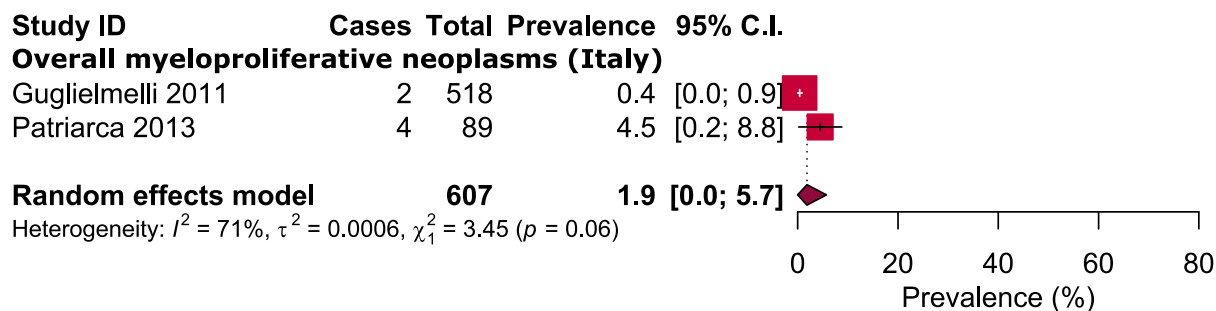 Study ID Cases Total Prevalence 95% C.I.
Overall myeloproliferative neoplasms (Italy)
Guglielmelli 2011 2 518 0.4 [0.0; 0.9]
Patriarca 2013 4 89 4.5 [0.2; 8.8]
Random effects model 607 1.9 [0.0; 5.7]
Heterogeneity: I² = 71%, τ² = 0.0006, χ²₁ = 3.45 (p = 0.06)
0 20 40 60 80
Prevalence (%)